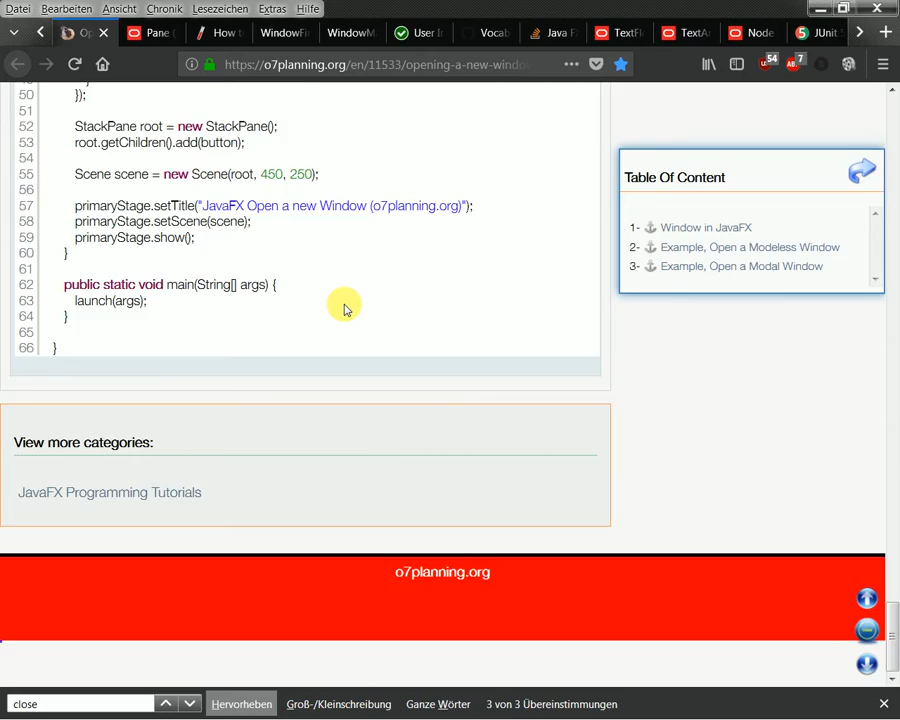 Datei Bearbeiten Ansicht Chronik Lesezeichen Extras Hilfe
Op Pane ( How to WindowFi WindowM User In Vocab Java F TextFl TextAr Node JUnit 5
https://o7planning.org/en/11533/opening-a-new-windo 54 7
50 });
51
52 StackPane root = new StackPane();
53 root.getChildren().add(button);
54
55 Scene scene = new Scene(root, 450, 250);
56
57 primaryStage.setTitle("JavaFX Open a new Window (o7planning.org)");
58 primaryStage.setScene(scene);
59 primaryStage.show();
60 }
61
62 public static void main(String[] args) {
63 launch(args);
64 }
65
66 }
Table Of Content
1- Window in JavaFX
2- Example, Open a Modeless Window
3- Example, Open a Modal Window
View more categories:
JavaFX Programming Tutorials
o7planning.org
close Hervorheben Groß-/Kleinschreibung Ganze Wörter 3 von 3 Übereinstimmungen